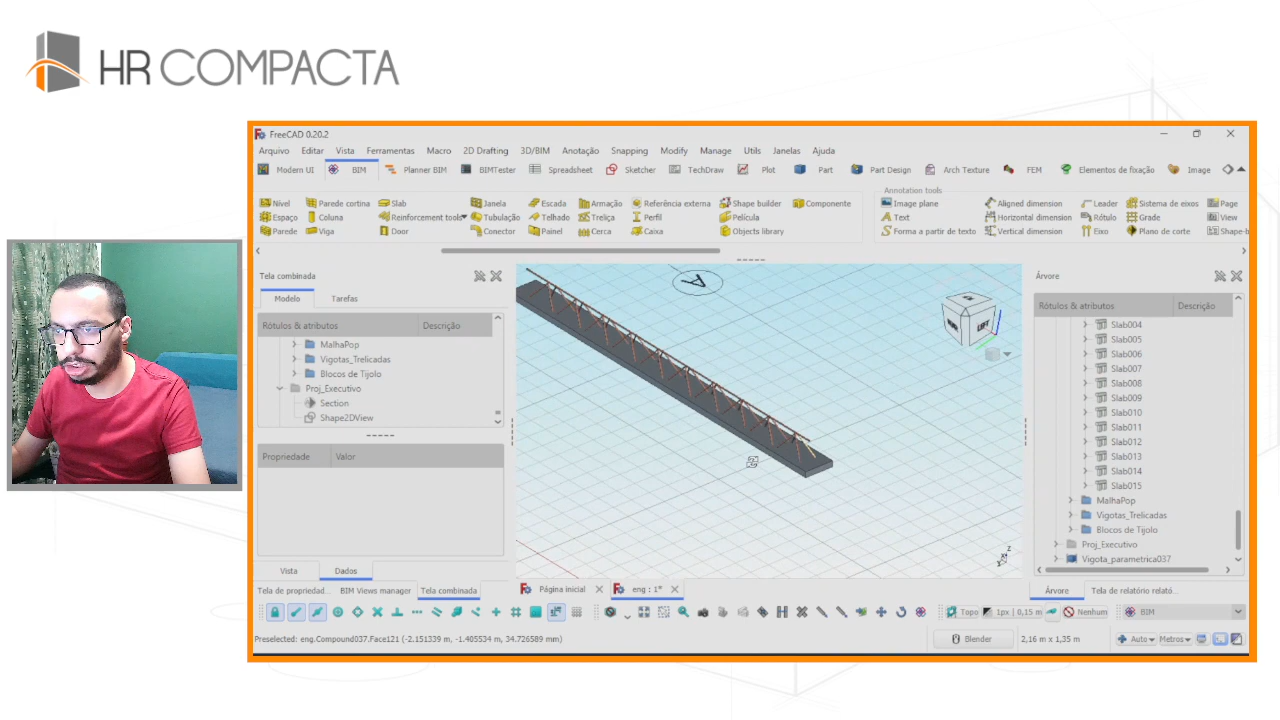 HR COMPACTA
FreeCAD 0.20.2
Arquivo Editar Vista Ferramentas Macro 2D Drafting 3D/BIM Anotação Snapping Modify Manage Utils Janelas Ajuda
Modern UI BIM Planner BIM BIMTester Spreadsheet Sketcher TechDraw Plot Part Part Design Arch Texture FEM Elementos de fixação Image
Annotation tools
Nível Parede cortina Slab Janela Escada Armação Referência externa Shape builder Componente Image plane Aligned dimension Leader Sistema de eixos Page
Espaço Coluna Reinforcement tools Tubulação Telhado Treliça Perfil Película Text Horizontal dimension Rótulo Grade View
Parede Viga Door Conector Painel Cerca Caixa Objects library Forma a partir de texto Vertical dimension Eixo Plano de corte Shape-b
Tela combinada
Modelo Tarefas
Rótulos & atributos Descrição
MalhaPop
Vigotas_Trelicadas
Blocos de Tijolo
Proj_Executivo
Section
Shape2DView
Propriedade Valor
Vista Dados
Tela de propriedad... BIM Views manager Tela combinada
A
LEFT
Z
Y
X
Página inicial eng : 1*
Árvore
Rótulos & atributos Descrição
Slab004
Slab005
Slab006
Slab007
Slab008
Slab009
Slab010
Slab011
Slab012
Slab013
Slab014
Slab015
MalhaPop
Vigotas_Trelicadas
Blocos de Tijolo
Proj_Executivo
Vigota_parametrica037
Árvore Tela de relatório relató...
Topo 1px | 0,15 m Nenhum BIM
Preselected: eng.Compound037.Face121 (-2.151339 m, -1.405534 m, 34.726589 mm)
Blender 2,16 m x 1,35 m Auto Metros